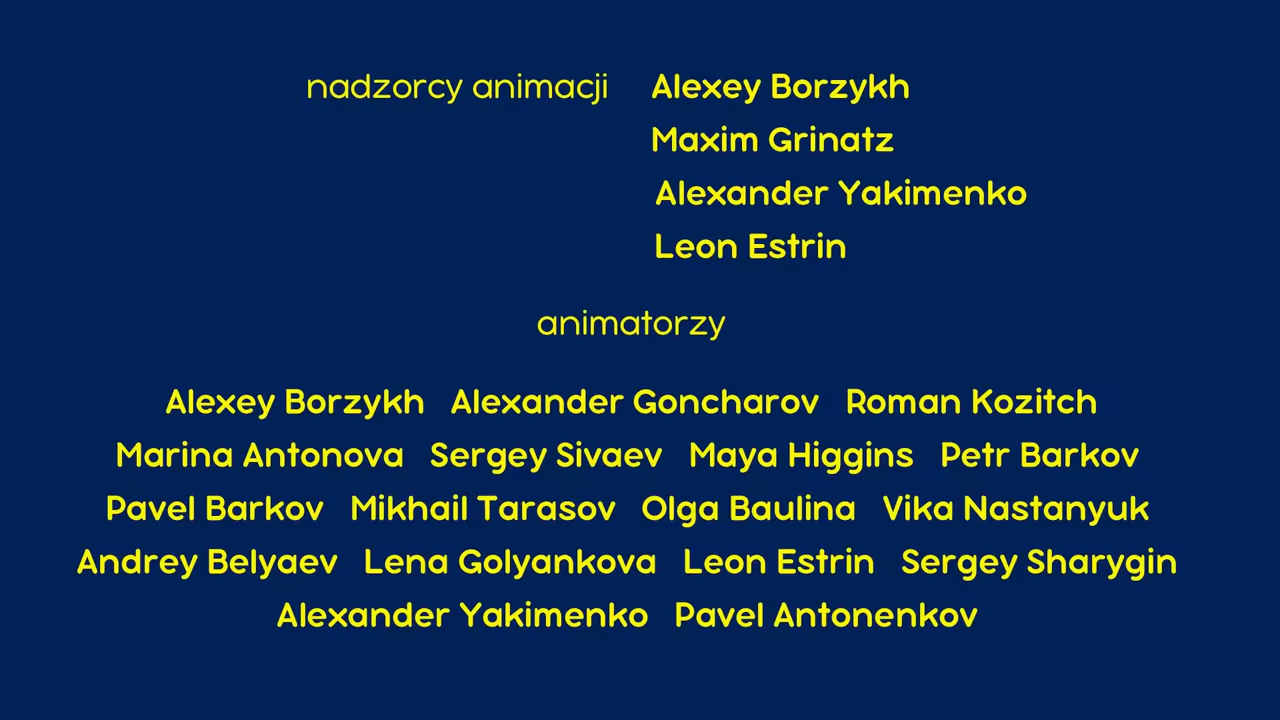 nadzorcy animacji Alexey Borzykh
Maxim Grinatz
Alexander Yakimenko
Leon Estrin
animatorzy
Alexey Borzykh Alexander Goncharov Roman Kozitch
Marina Antonova Sergey Sivaev Maya Higgins Petr Barkov
Pavel Barkov Mikhail Tarasov Olga Baulina Vika Nastanyuk
Andrey Belyaev Lena Golyankova Leon Estrin Sergey Sharygin
Alexander Yakimenko Pavel Antonenkov